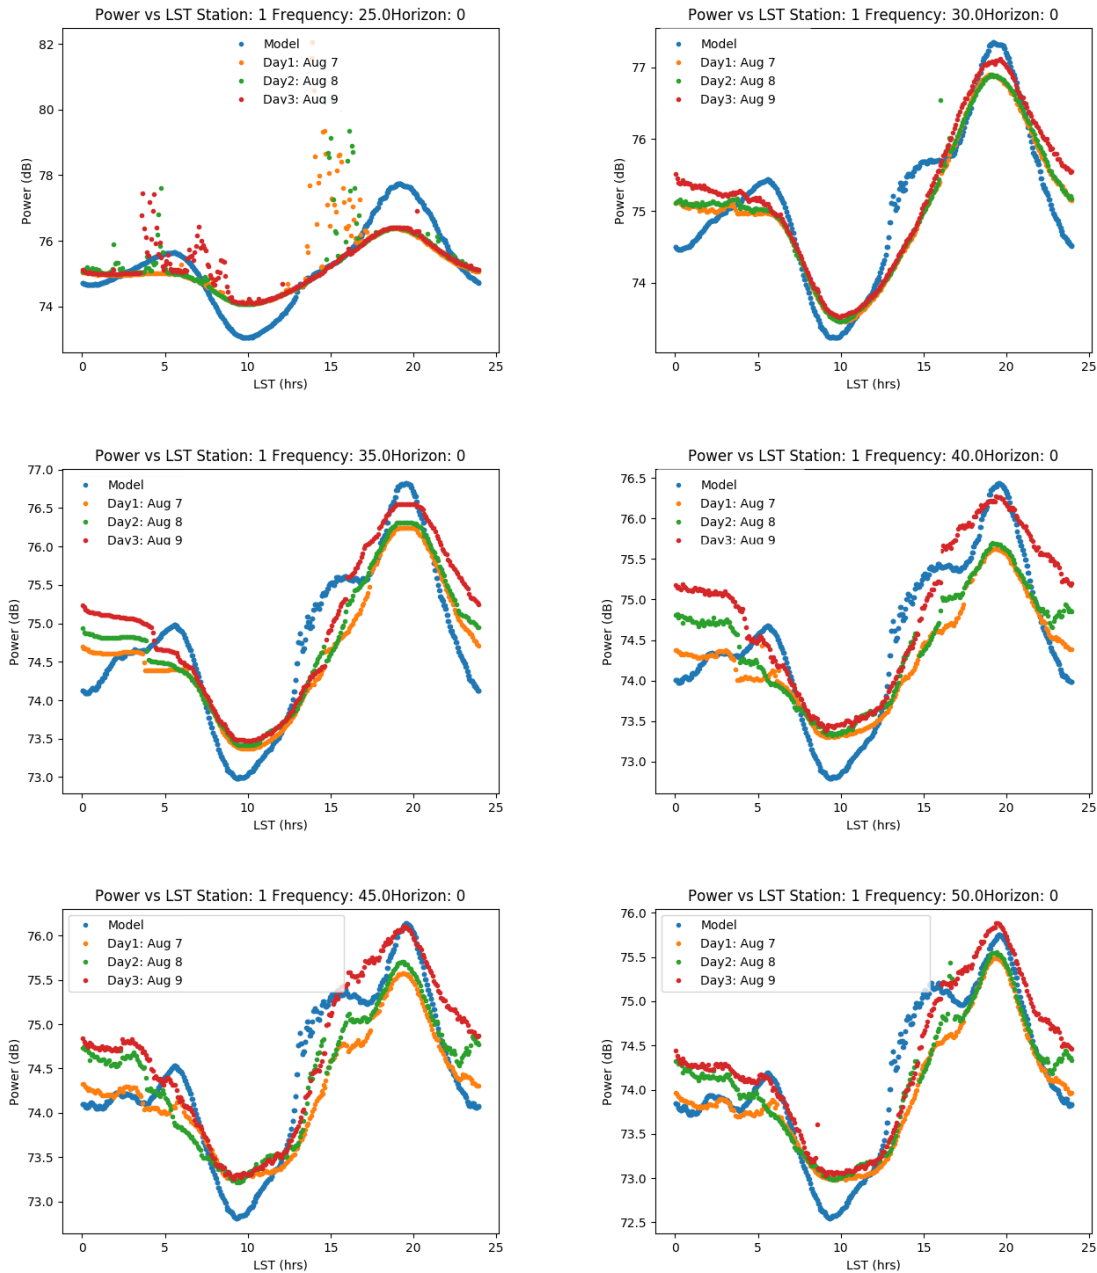 Power vs LST Station: 1 Frequency: 25.0Horizon: 0
82
80
78
76
74
Power (dB)
Model
Day1: Aug 7
Day2: Aug 8
Day3: Aug 9
0 5 10 15 20 25
LST (hrs)
Power vs LST Station: 1 Frequency: 30.0Horizon: 0
77
76
75
74
Power (dB)
Model
Day1: Aug 7
Day2: Aug 8
Day3: Aug 9
0 5 10 15 20 25
LST (hrs)
Power vs LST Station: 1 Frequency: 35.0Horizon: 0
77.0
76.5
76.0
75.5
75.0
74.5
74.0
73.5
73.0
Power (dB)
Model
Day1: Aug 7
Day2: Aug 8
Day3: Aug 9
0 5 10 15 20 25
LST (hrs)
Power vs LST Station: 1 Frequency: 40.0Horizon: 0
76.5
76.0
75.5
75.0
74.5
74.0
73.5
73.0
Power (dB)
Model
Day1: Aug 7
Day2: Aug 8
Day3: Aug 9
0 5 10 15 20 25
LST (hrs)
Power vs LST Station: 1 Frequency: 45.0Horizon: 0
76.0
75.5
75.0
74.5
74.0
73.5
73.0
Power (dB)
Model
Day1: Aug 7
Day2: Aug 8
Day3: Aug 9
0 5 10 15 20 25
LST (hrs)
Power vs LST Station: 1 Frequency: 50.0Horizon: 0
76.0
75.5
75.0
74.5
74.0
73.5
73.0
72.5
Power (dB)
Model
Day1: Aug 7
Day2: Aug 8
Day3: Aug 9
0 5 10 15 20 25
LST (hrs)